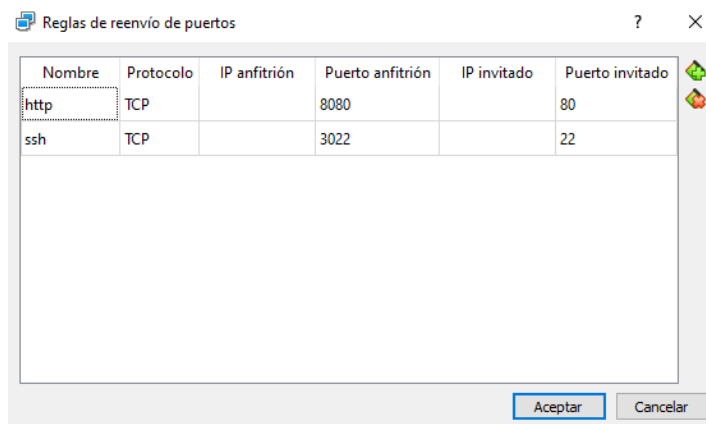 Reglas de reenvío de puertos ? ×
Nombre Protocolo IP anfitrión Puerto anfitrión IP invitado Puerto invitado
http TCP 8080 80
ssh TCP 3022 22
Aceptar Cancelar